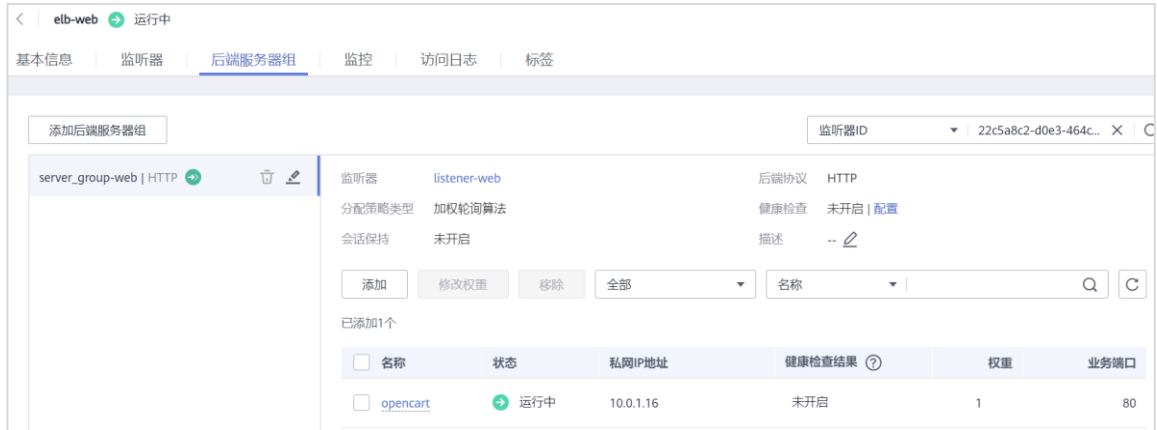 elb-web 运行中
基本信息 监听器 后端服务器组 监控 访问日志 标签
添加后端服务器组 监听器ID 22c5a8c2-d0e3-464c...
server_group-web | HTTP
监听器 listener-web 后端协议 HTTP
分配策略类型 加权轮询算法 健康检查 未开启 | 配置
会话保持 未开启 描述 --
添加 修改权重 移除 全部 名称
已添加1个
名称 状态 私网IP地址 健康检查结果 权重 业务端口
opencart 运行中 10.0.1.16 未开启 1 80